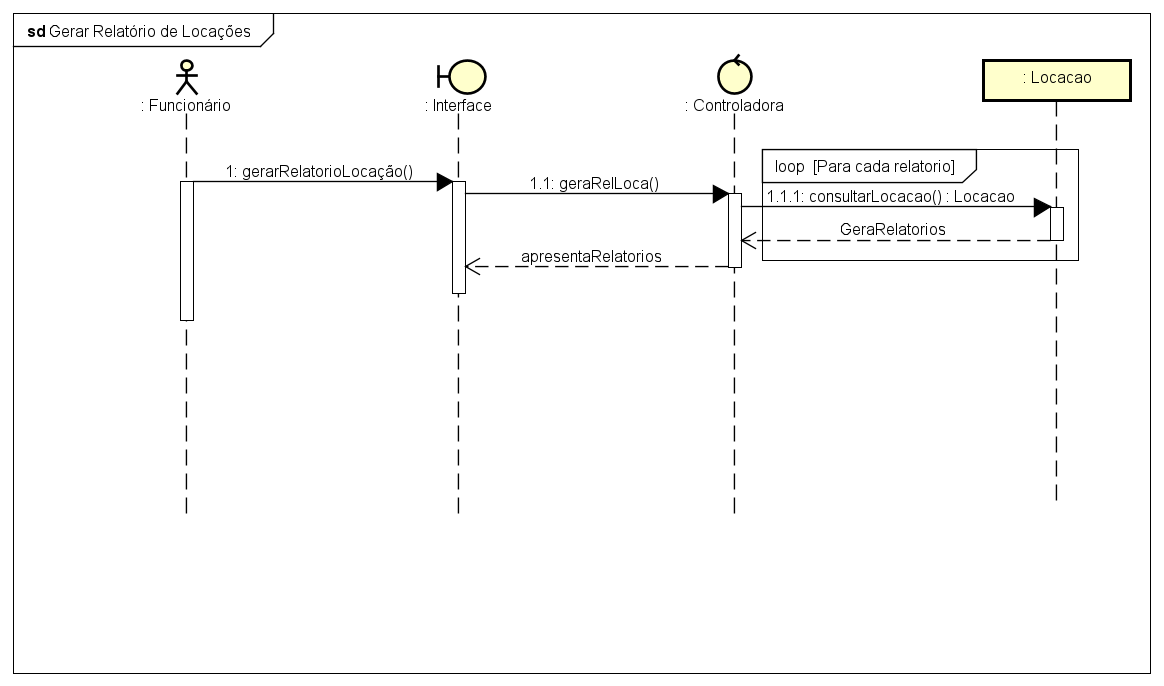 sd Gerar Relatório de Locações
: Funcionário
: Interface
: Controladora
: Locacao
loop [Para cada relatorio]
1: gerarRelatorioLocação()
1.1: geraRelLoca()
1.1.1: consultarLocacao() : Locacao
GeraRelatorios
apresentaRelatorios